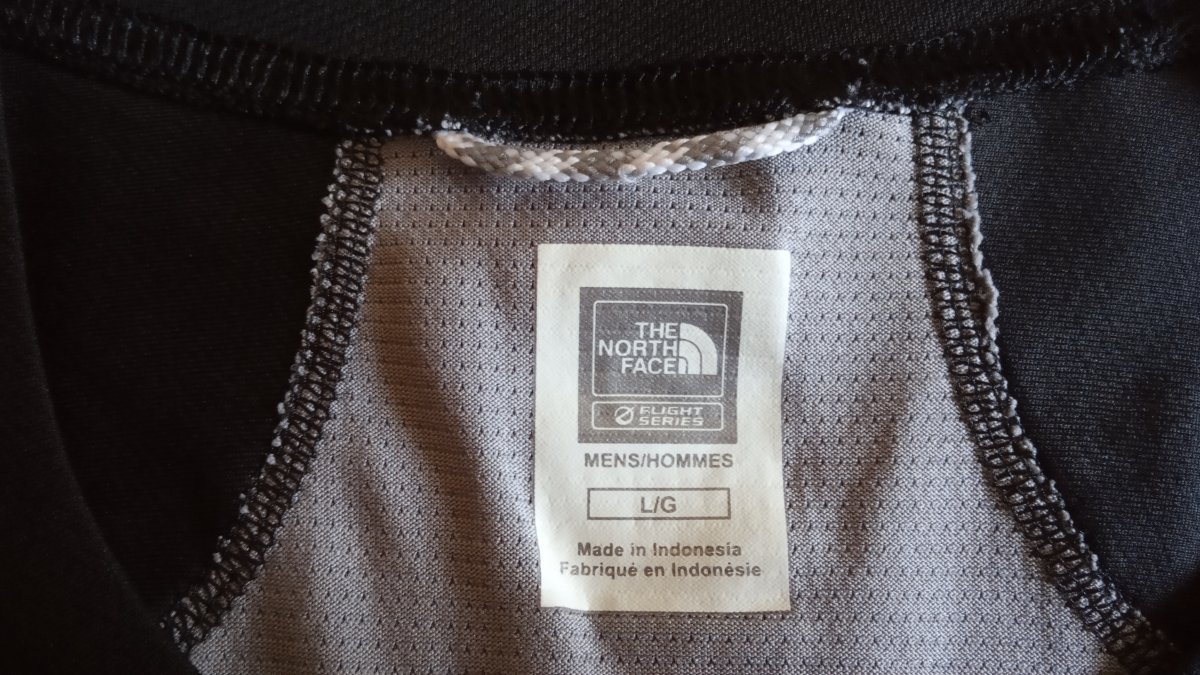 THE
NORTH
FACE
FLIGHT
SERIES
MENS/HOMMES
L/G
Made in Indonesia
Fabriqué en Indonésie